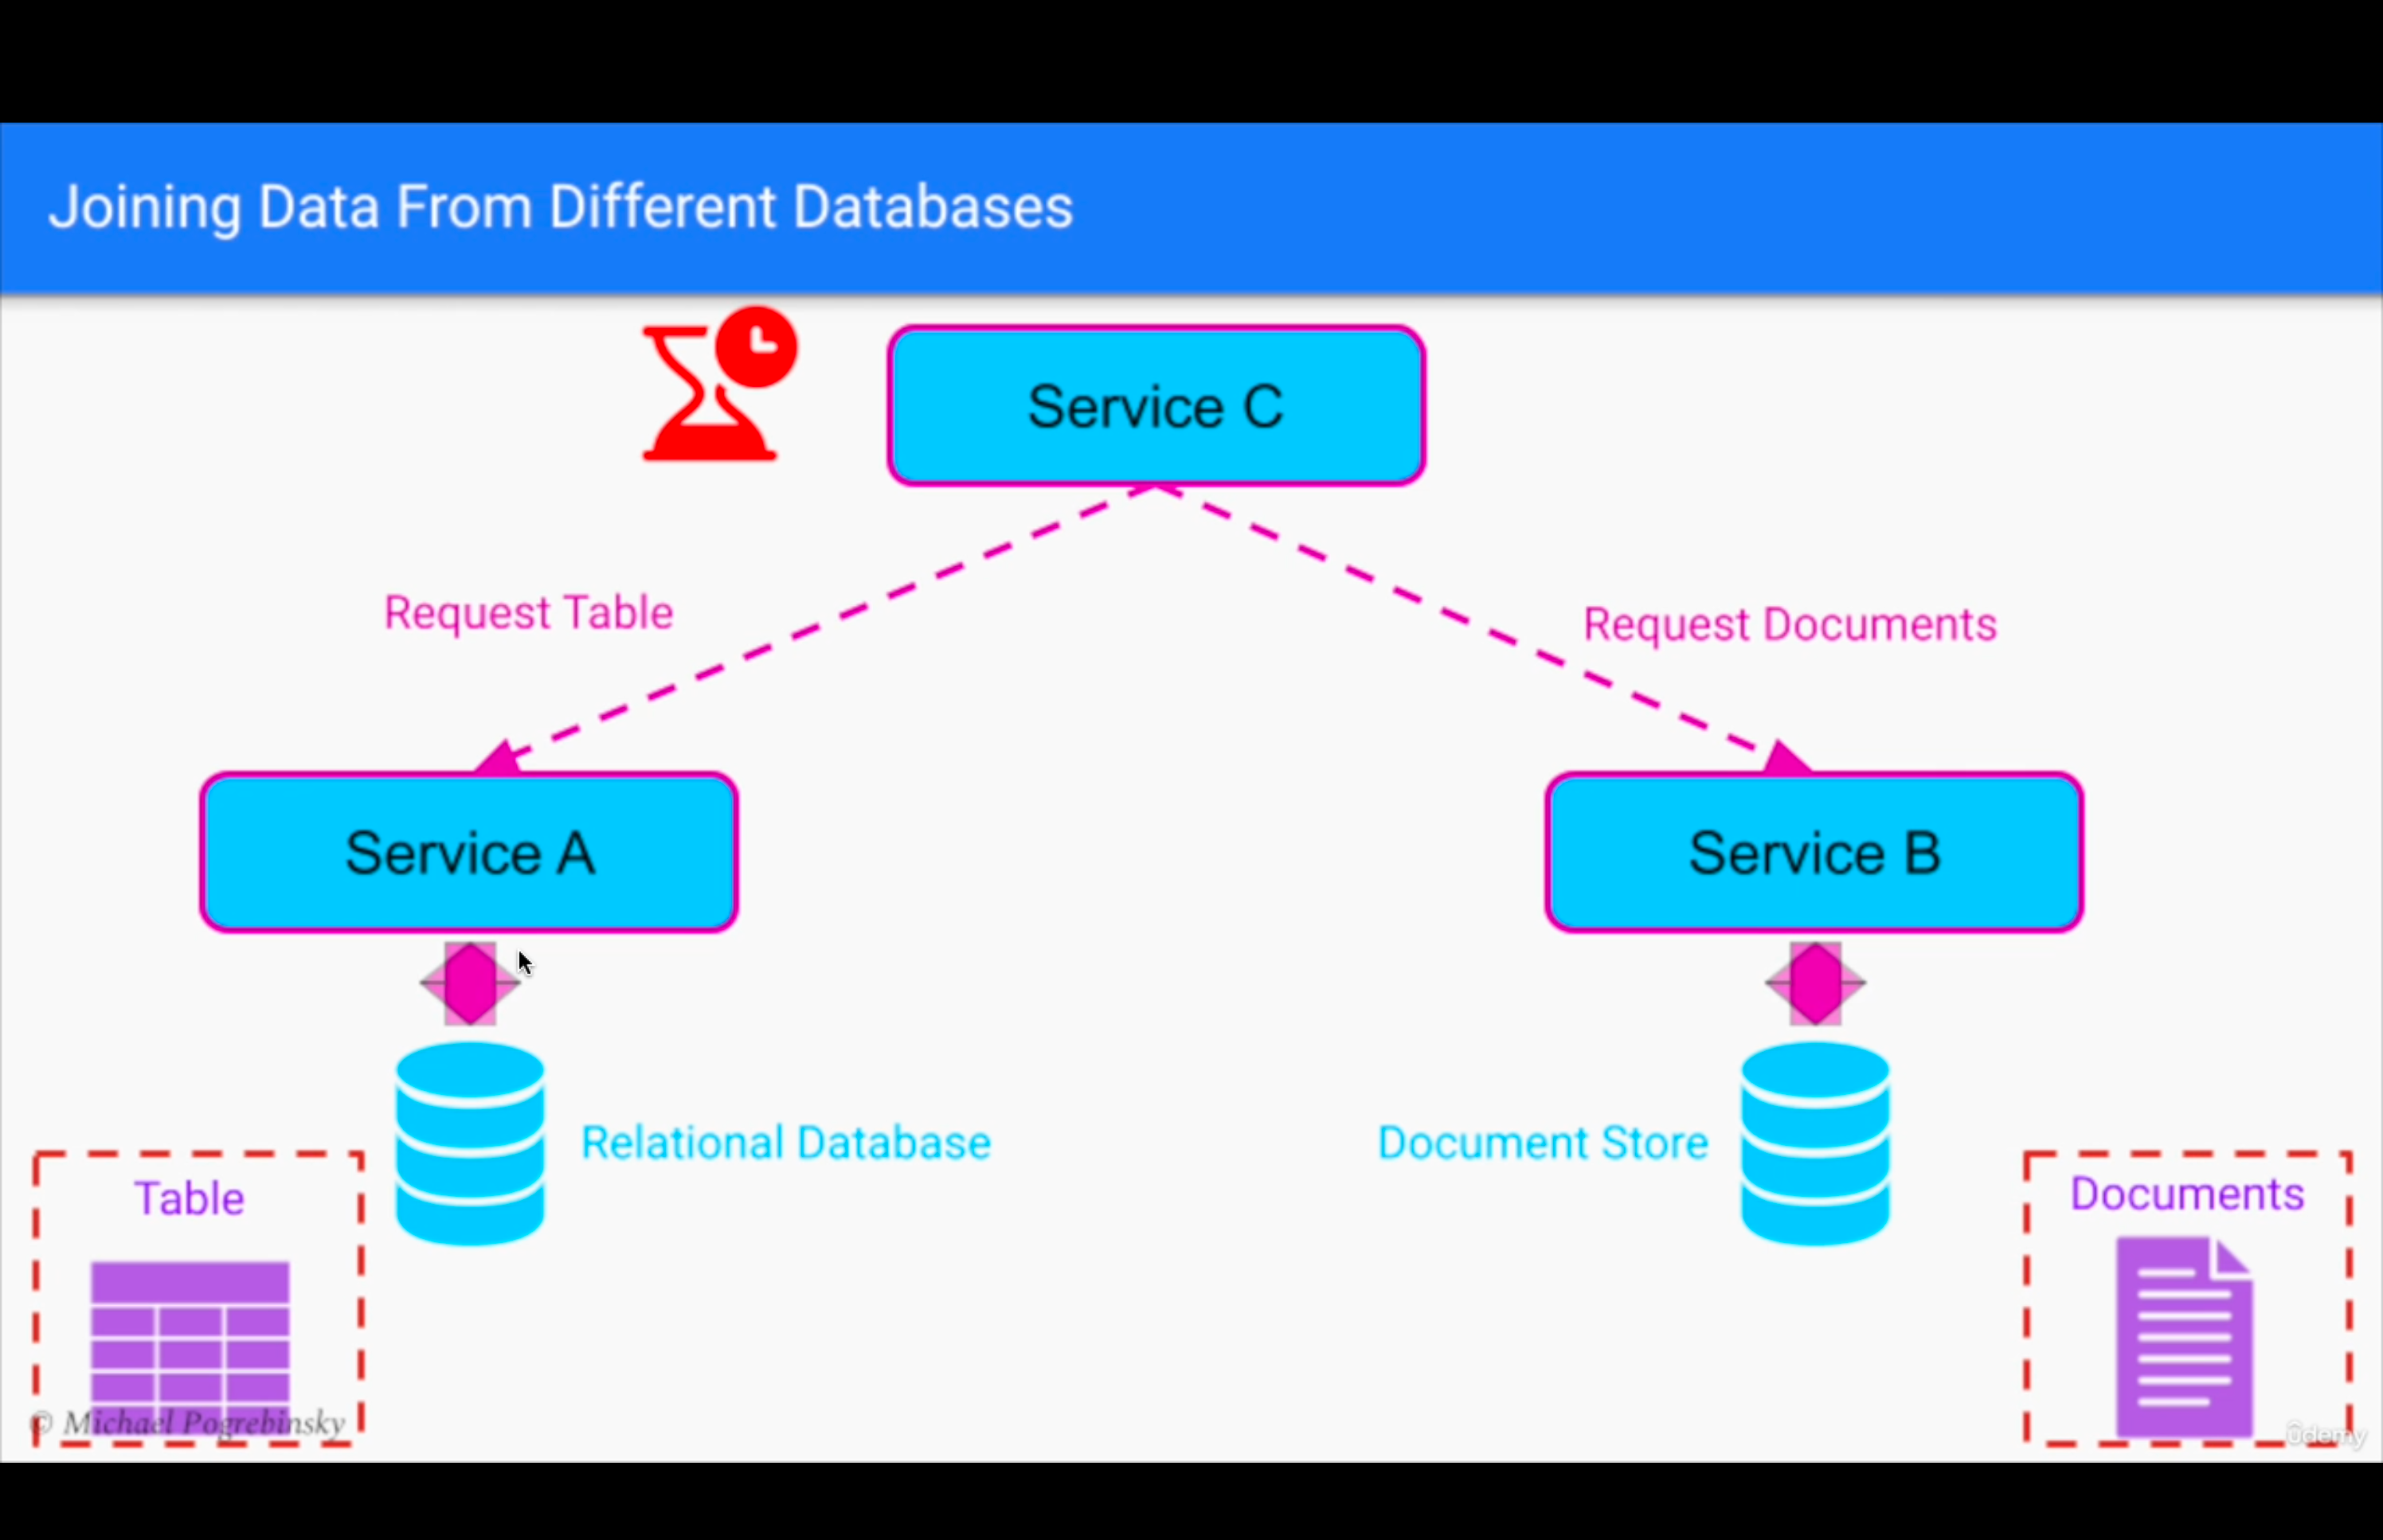 Joining Data From Different Databases
Service C
Request Table
Request Documents
Service A
Service B
Relational Database
Document Store
Table
Documents
© Michael Pogrebinsky
ûdemy